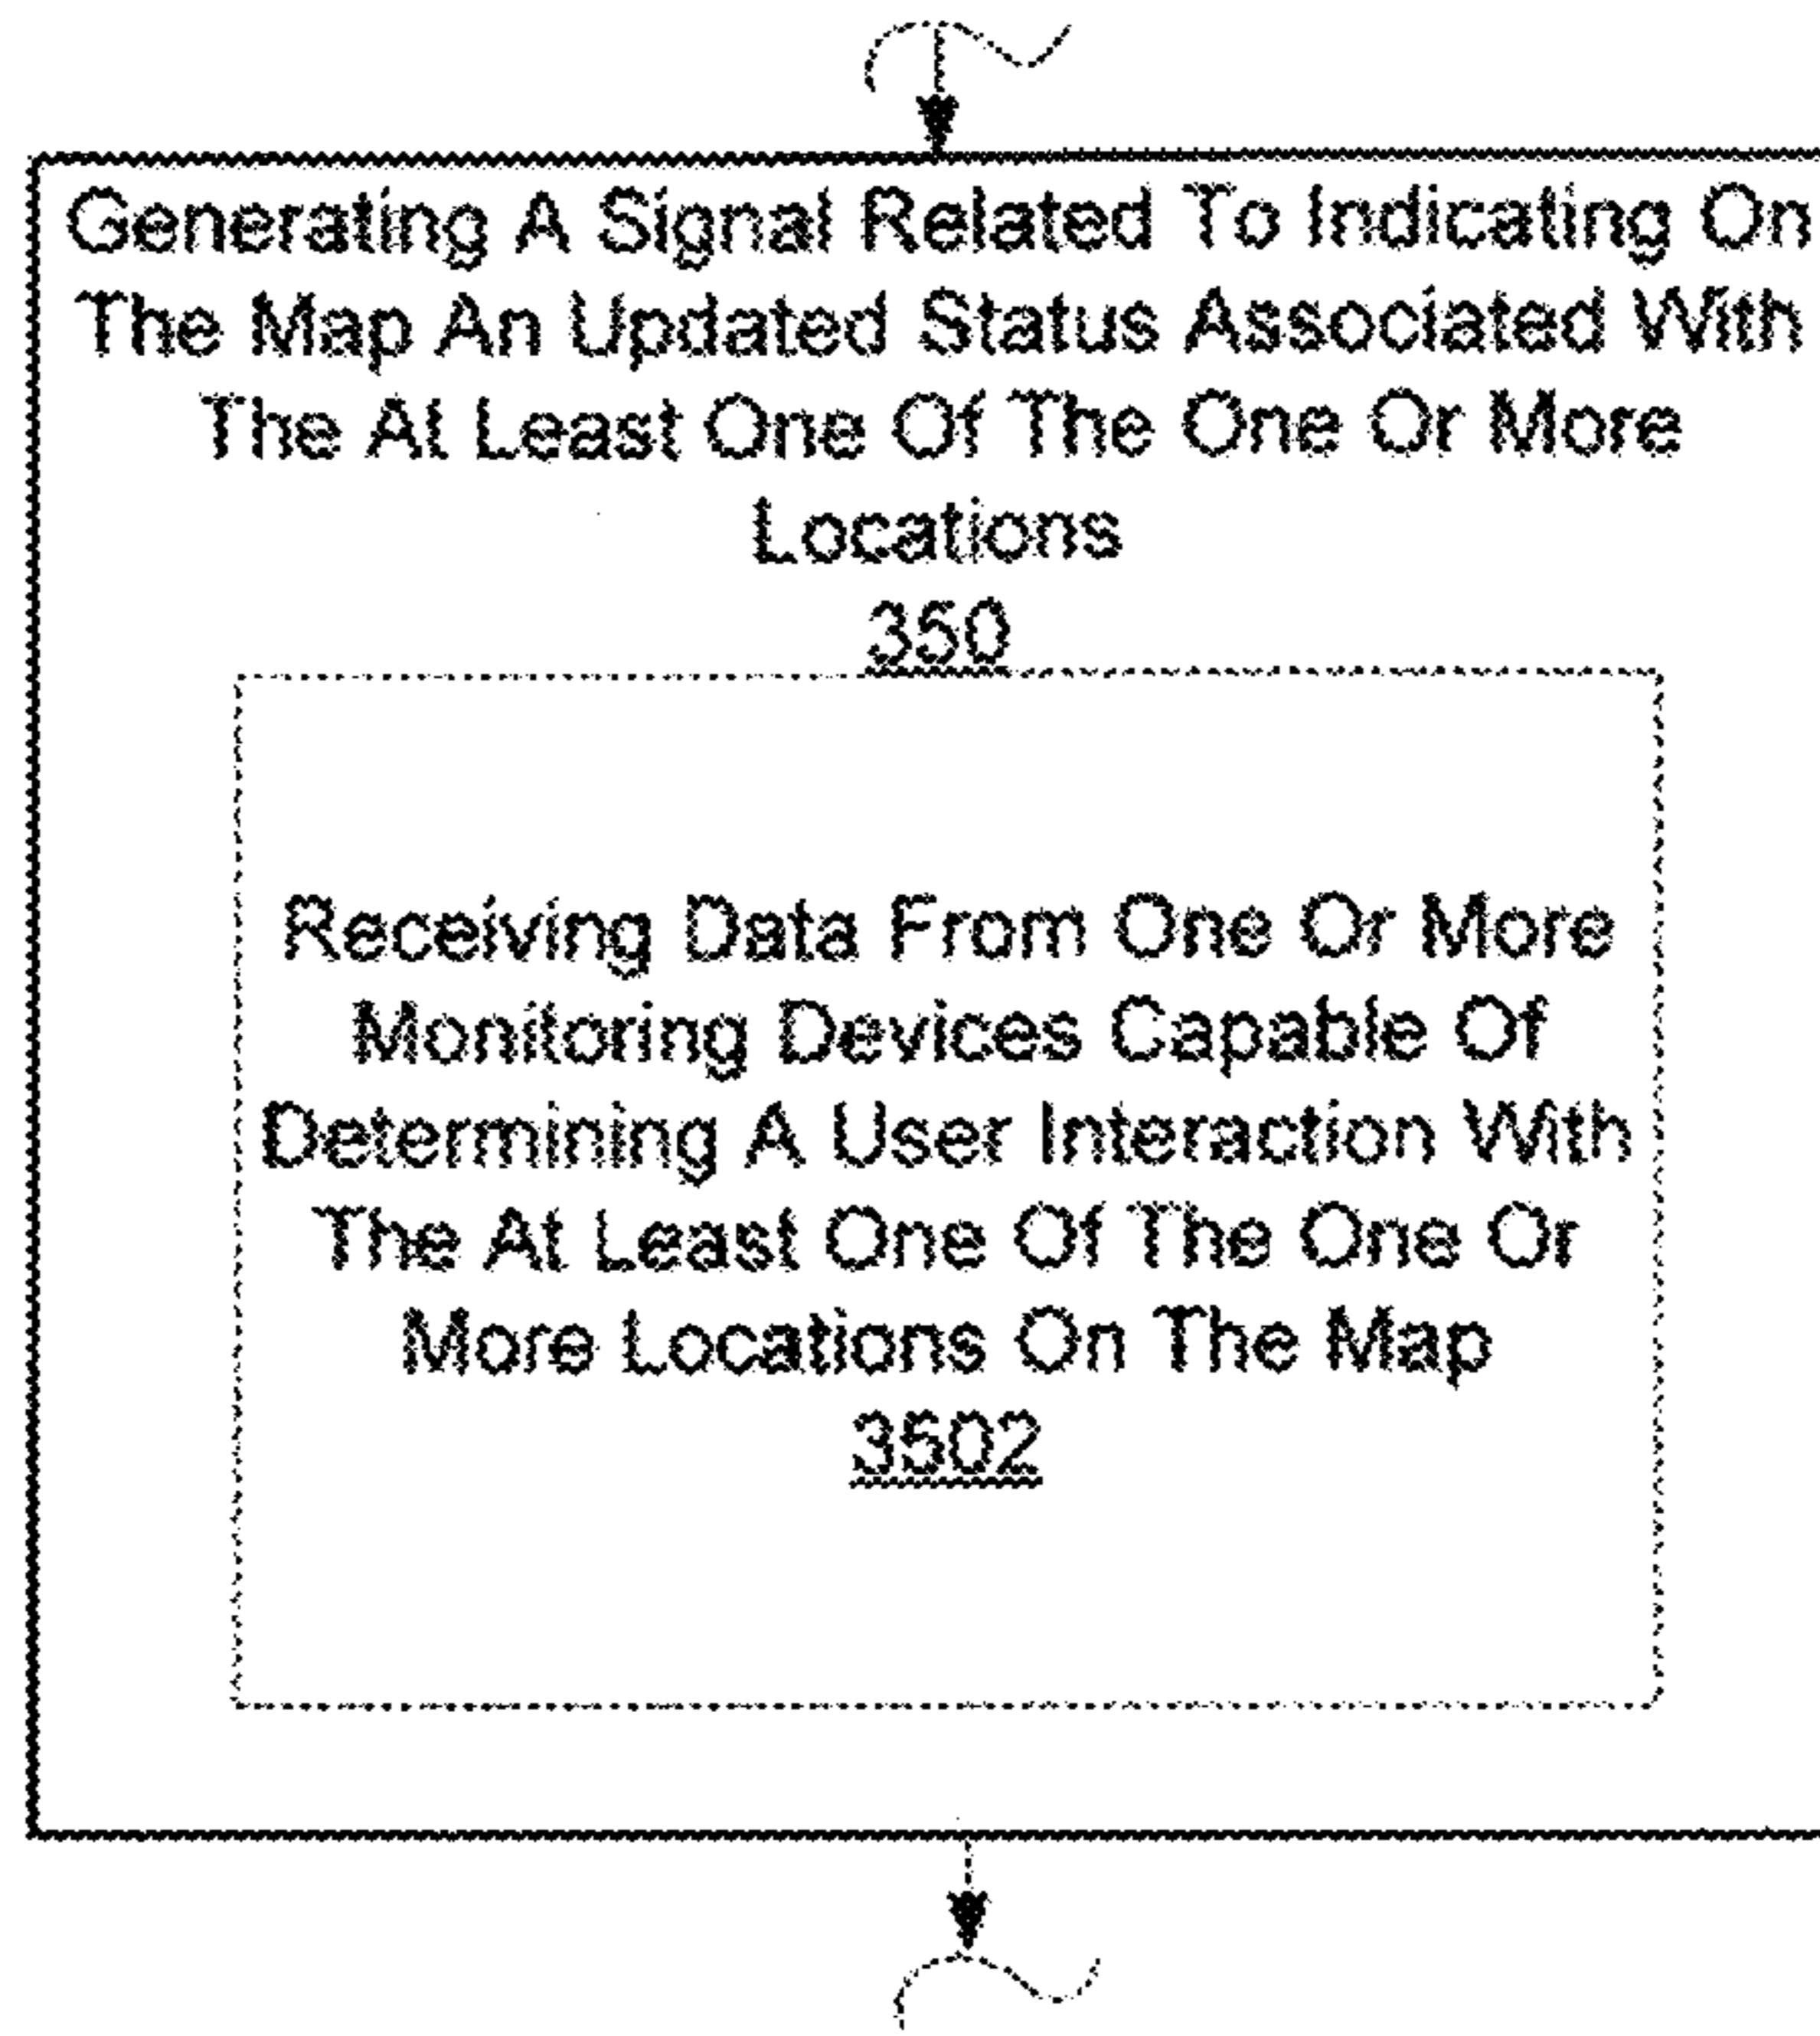 Generating A Signal Related To Indicating On
The Map An Updated Status Associated With
The At Least One Of The One Or More
Locations
350
Receiving Data From One Or More
Monitoring Devices Capable Of
Determining A User Interaction With
The At Least One Of The One Or
More Locations On The Map
3502